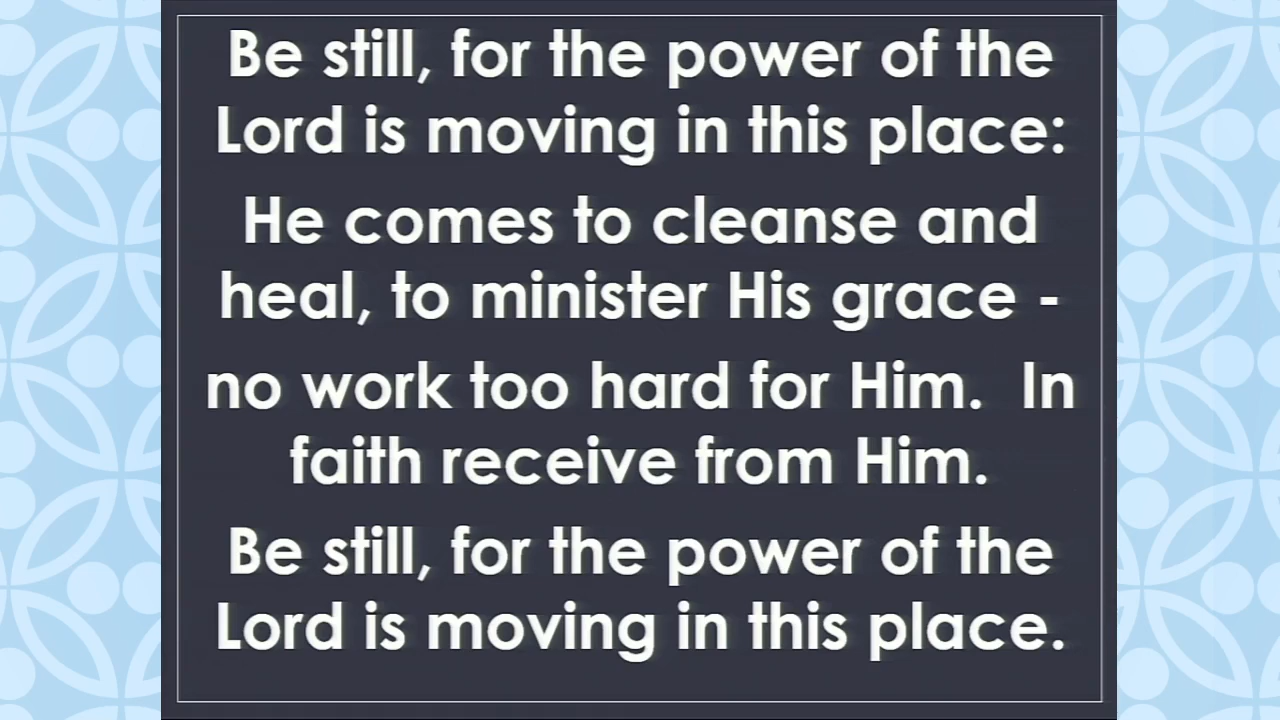 Be still, for the power of the
Lord is moving in this place:
He comes to cleanse and
heal, to minister His grace -
no work too hard for Him.  In
faith receive from Him.
Be still, for the power of the
Lord is moving in this place.